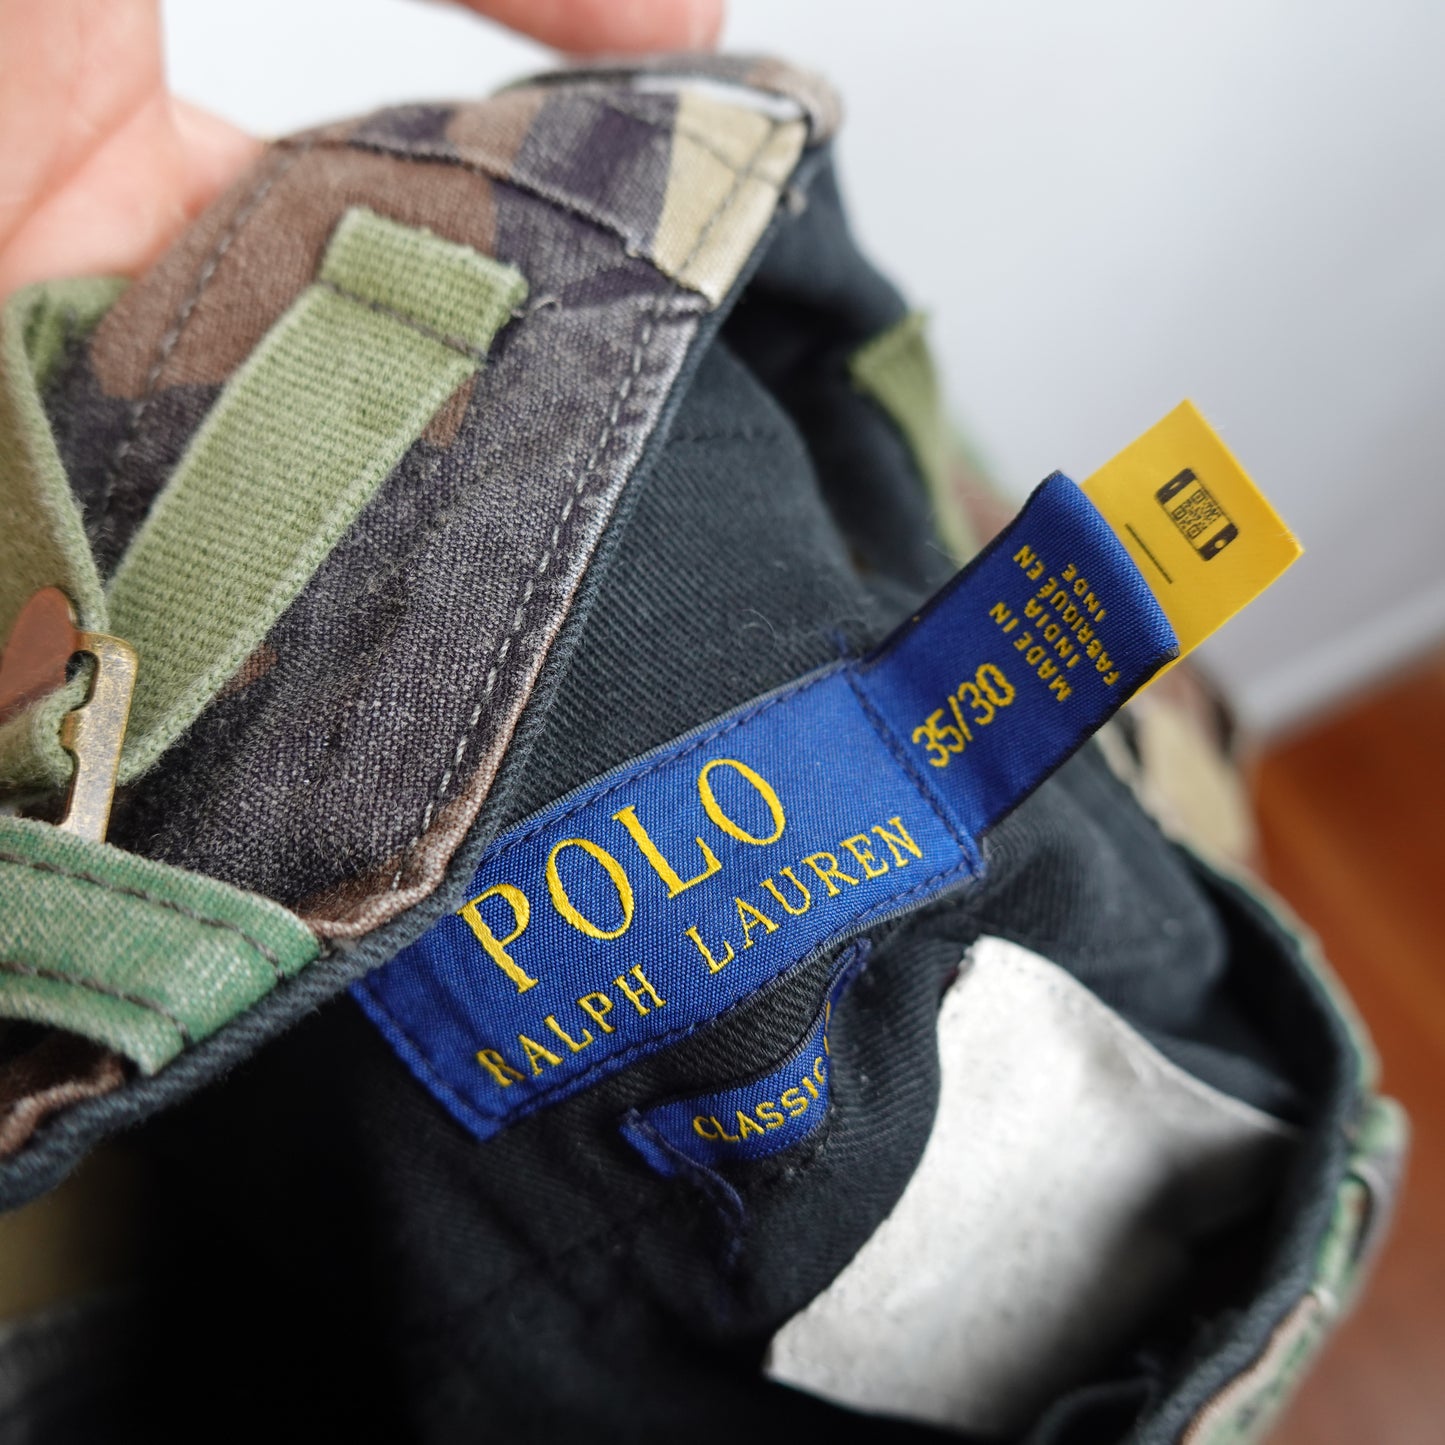 POLO
RALPH LAUREN
35/30
MADE IN
INDIA
FABRIQUÉ EN
INDE
CLASSIC